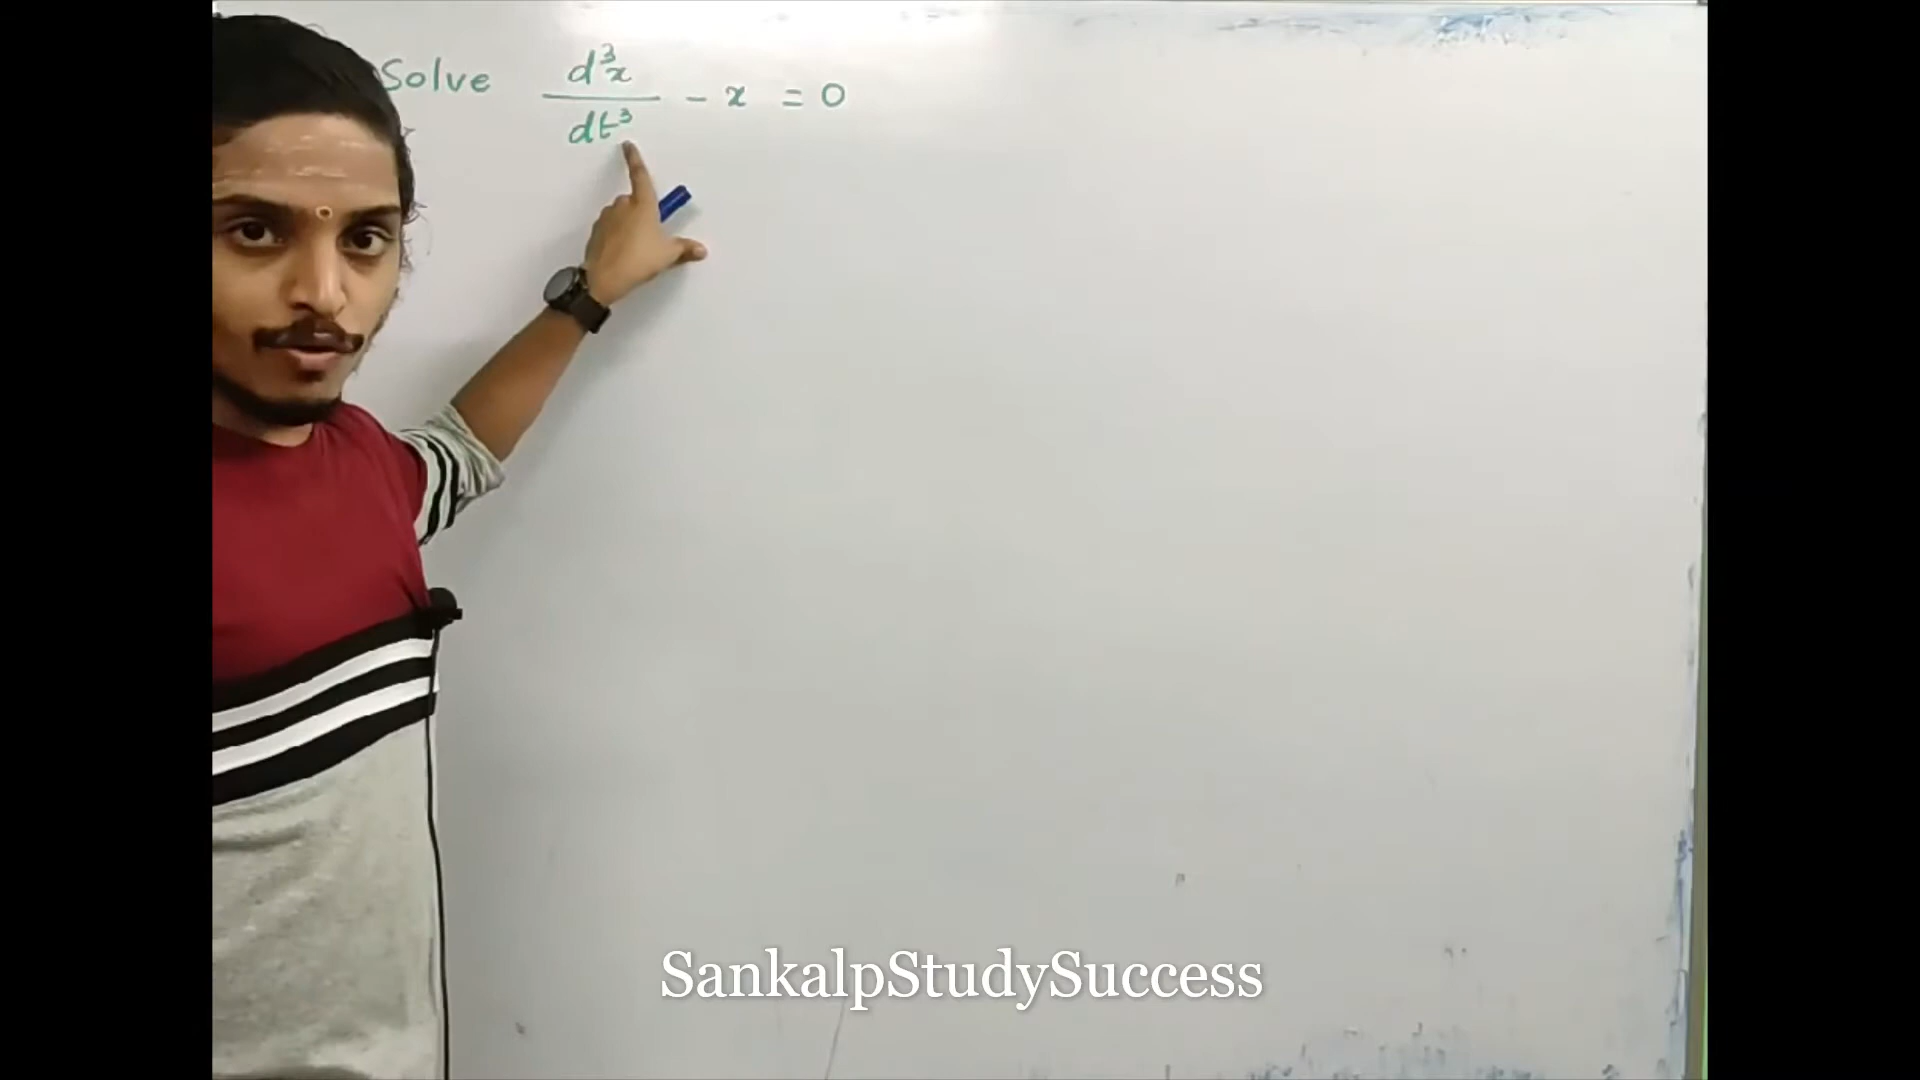 Solve d³x/dt³ - x = 0
SankalpStudySuccess